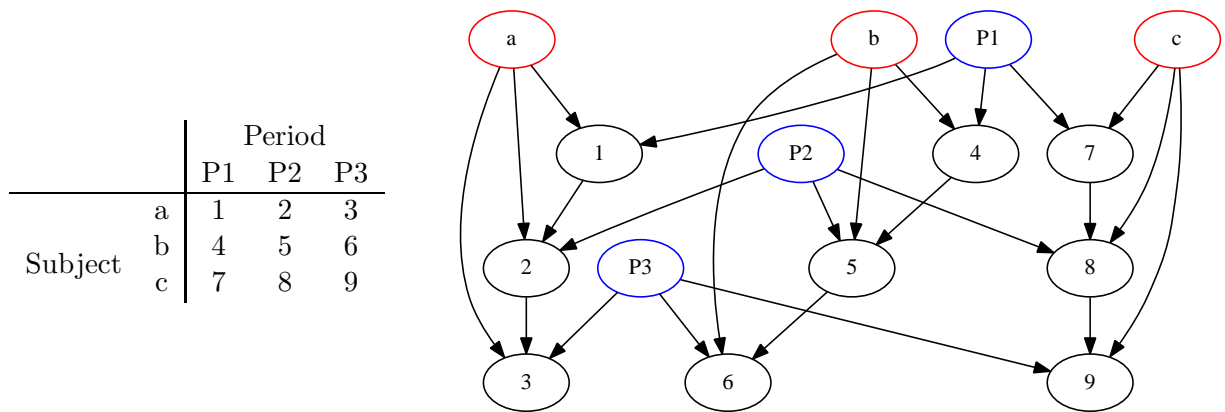 Period
P1 P2 P3
a 1 2 3
Subject
b 4 5 6
c 7 8 9
a b P1 c
1 P2 4 7
2 P3 5 8
3 6 9